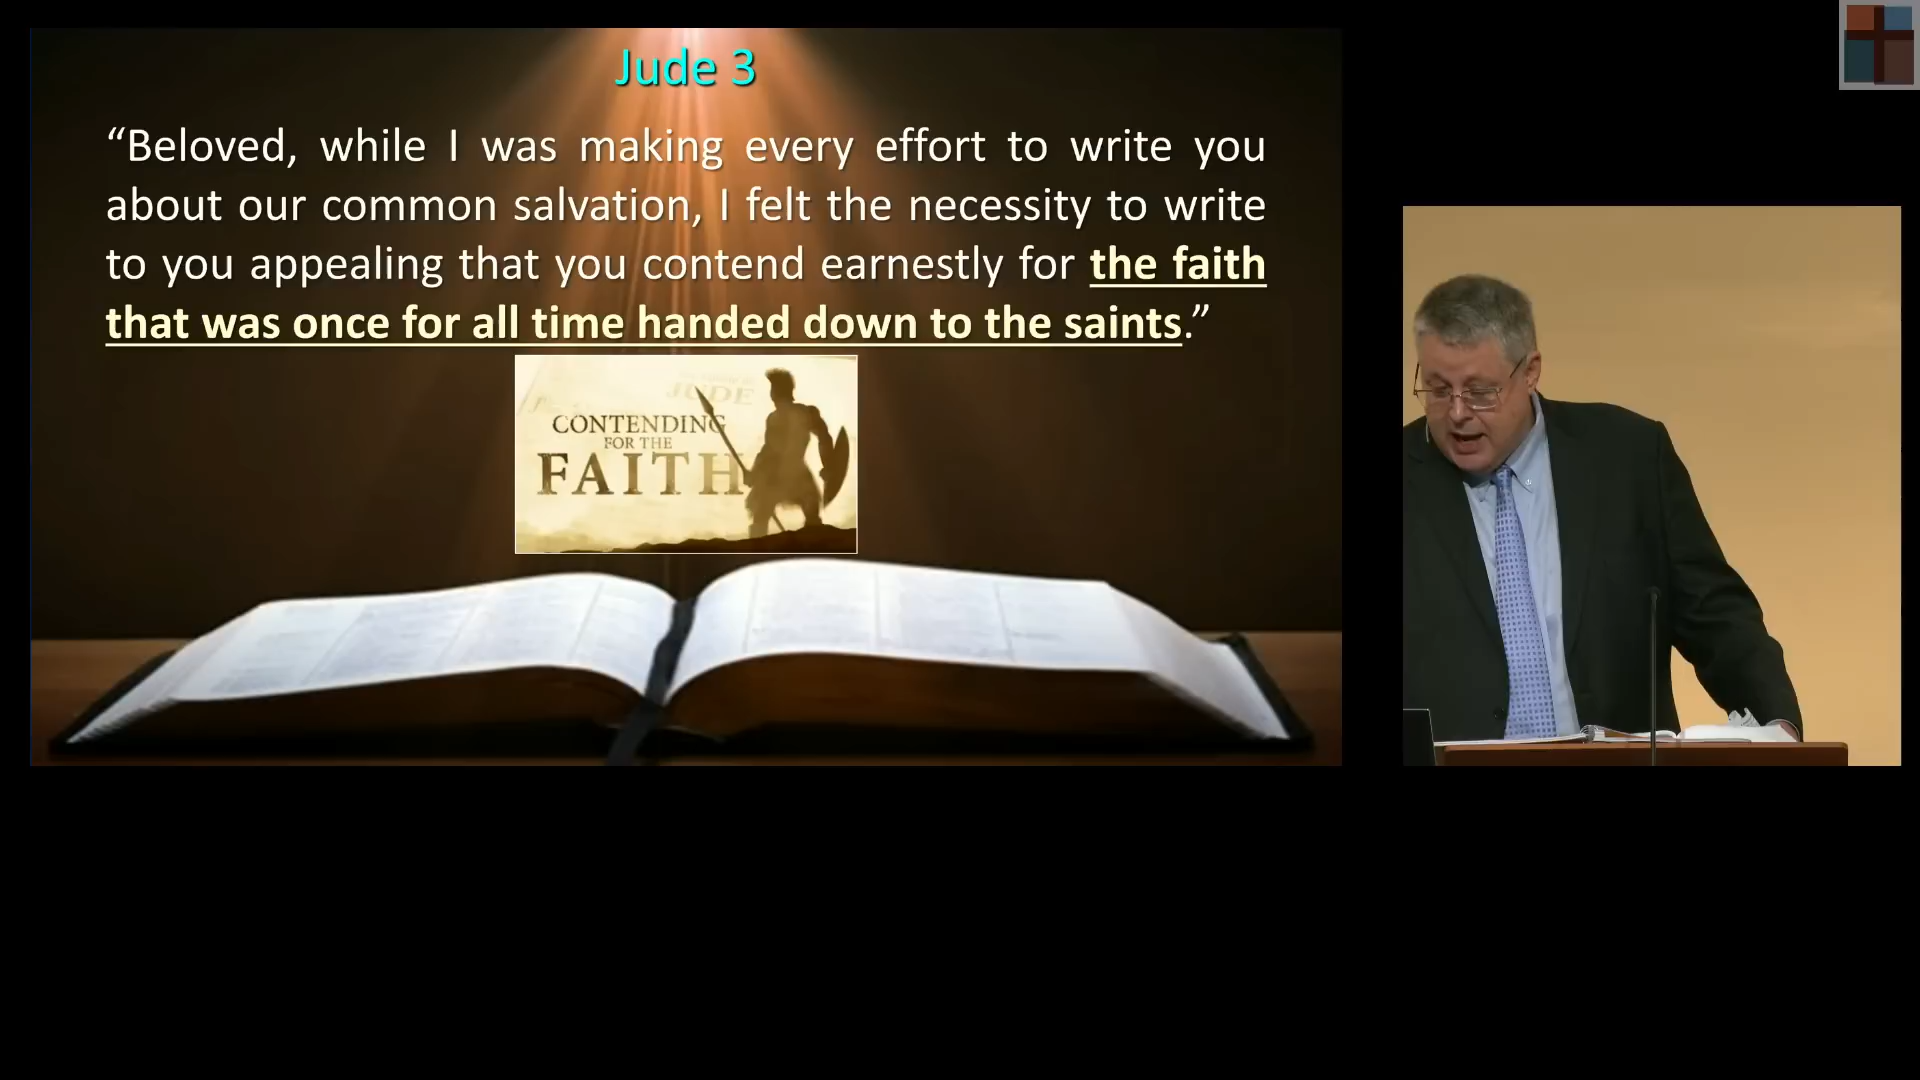 Jude 3
“Beloved, while I was making every effort to write you
about our common salvation, I felt the necessity to write
to you appealing that you contend earnestly for the faith
that was once for all time handed down to the saints.”
JUDE
CONTENDING
FOR THE
FAITH